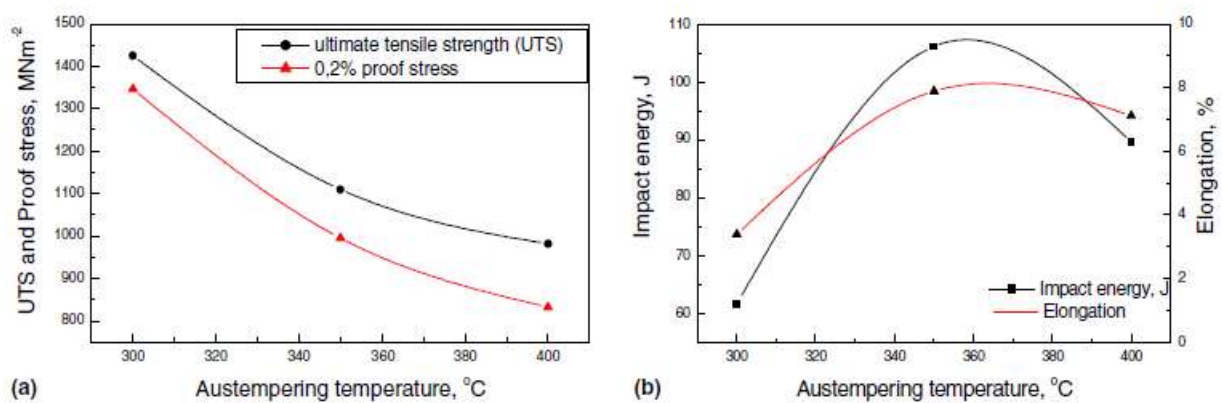 1500
1400
1300
1200
1100
1000
900
800
UTS and Proof stress, MNm⁻²
ultimate tensile strength (UTS)
0,2% proof stress
300 320 340 360 380 400
(a) Austempering temperature, °C
110
100
90
80
70
60
Impact energy, J
10
8
6
4
2
0
Elongation, %
Impact energy, J
Elongation
300 320 340 360 380 400
(b) Austempering temperature, °C